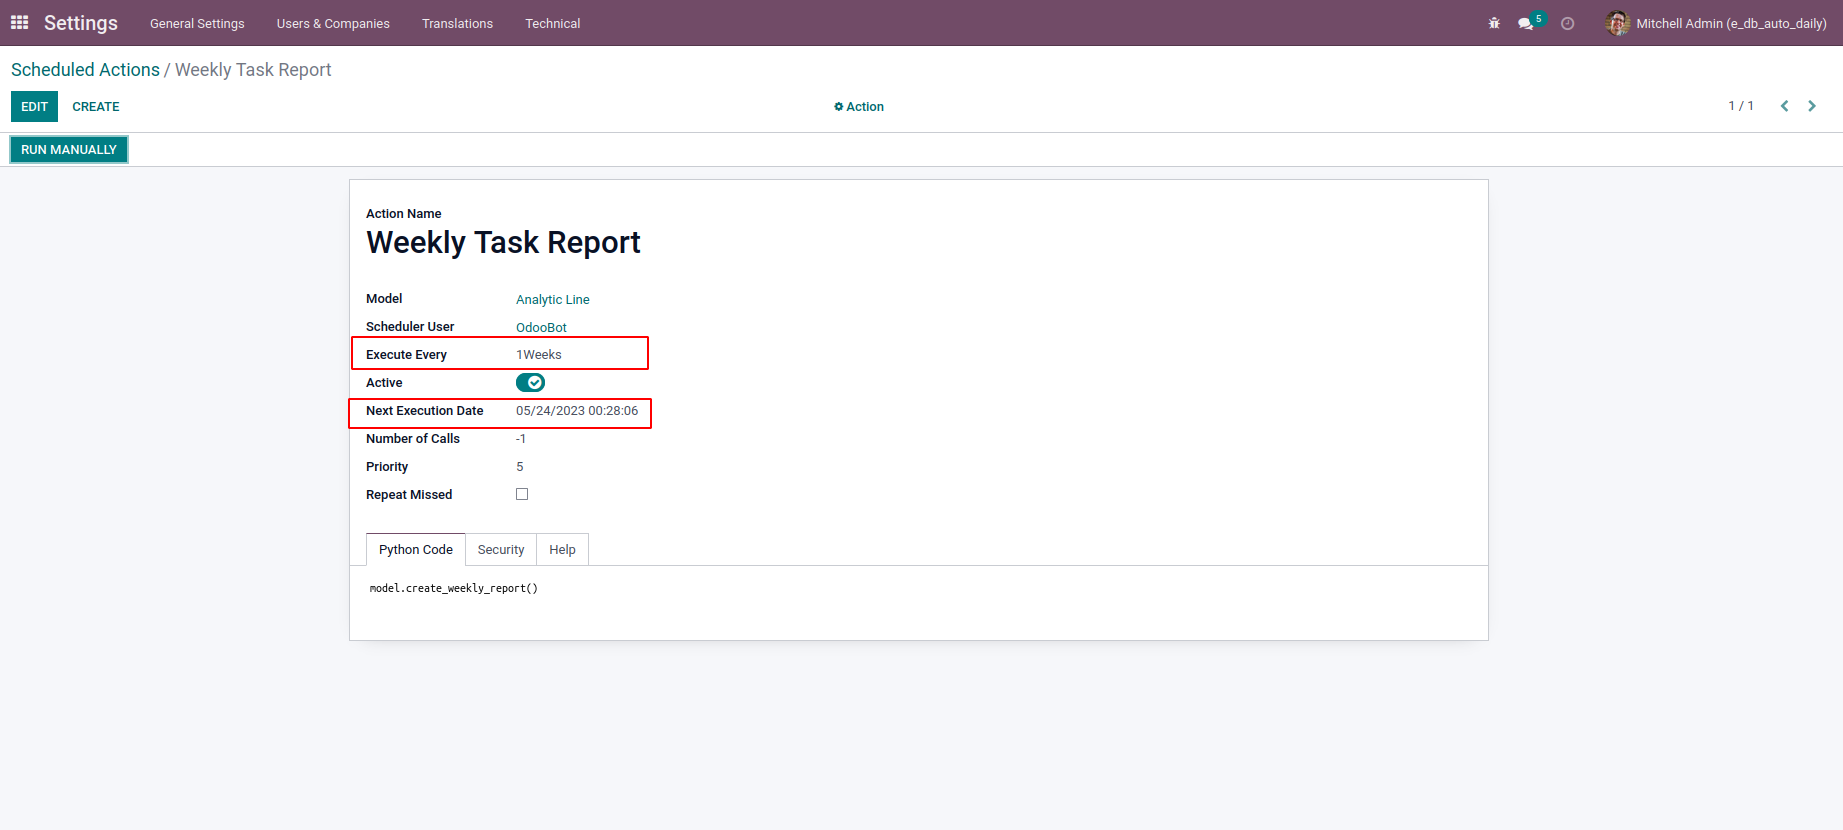 Settings General Settings Users & Companies Translations Technical 5 Mitchell Admin (e_db_auto_daily)
Scheduled Actions / Weekly Task Report
EDIT CREATE Action 1 / 1
RUN MANUALLY
Action Name
Weekly Task Report
Model Analytic Line
Scheduler User OdooBot
Execute Every 1Weeks
Active
Next Execution Date 05/24/2023 00:28:06
Number of Calls -1
Priority 5
Repeat Missed
Python Code Security Help
model.create_weekly_report()